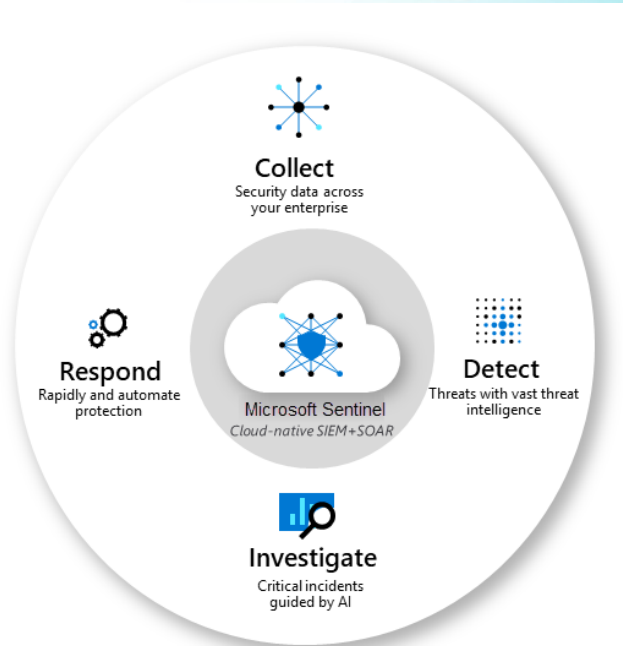 Collect
Security data across
your enterprise
Respond
Rapidly and automate
protection
Microsoft Sentinel
Cloud-native SIEM+SOAR
Detect
Threats with vast threat
intelligence
Investigate
Critical incidents
guided by AI